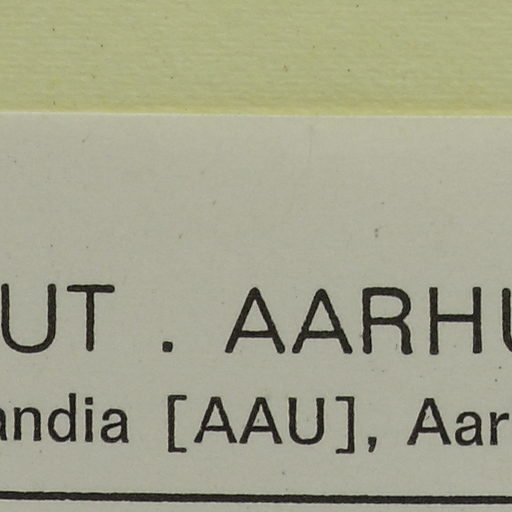 UT . AARHU
andia [AAU], Aar